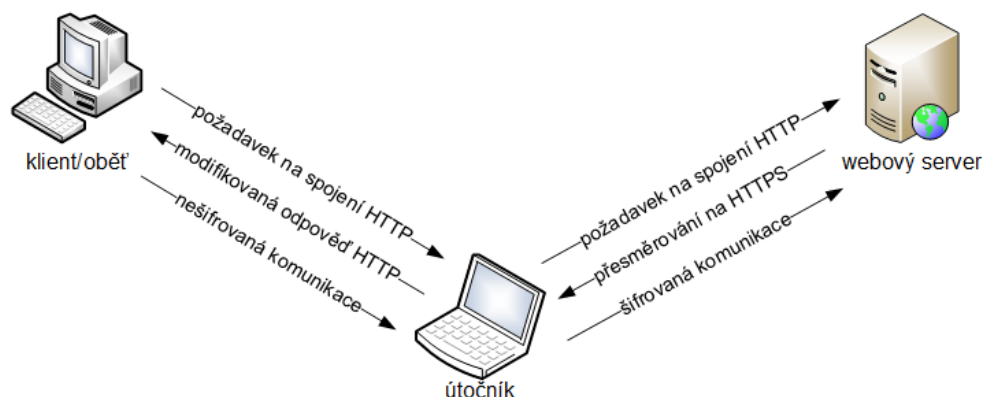 klient/oběť
požadavek na spojení HTTP
modifikovaná odpověď HTTP
nešifrovaná komunikace
útočník
požadavek na spojení HTTP
přesměrování na HTTPS
šifrovaná komunikace
webový server